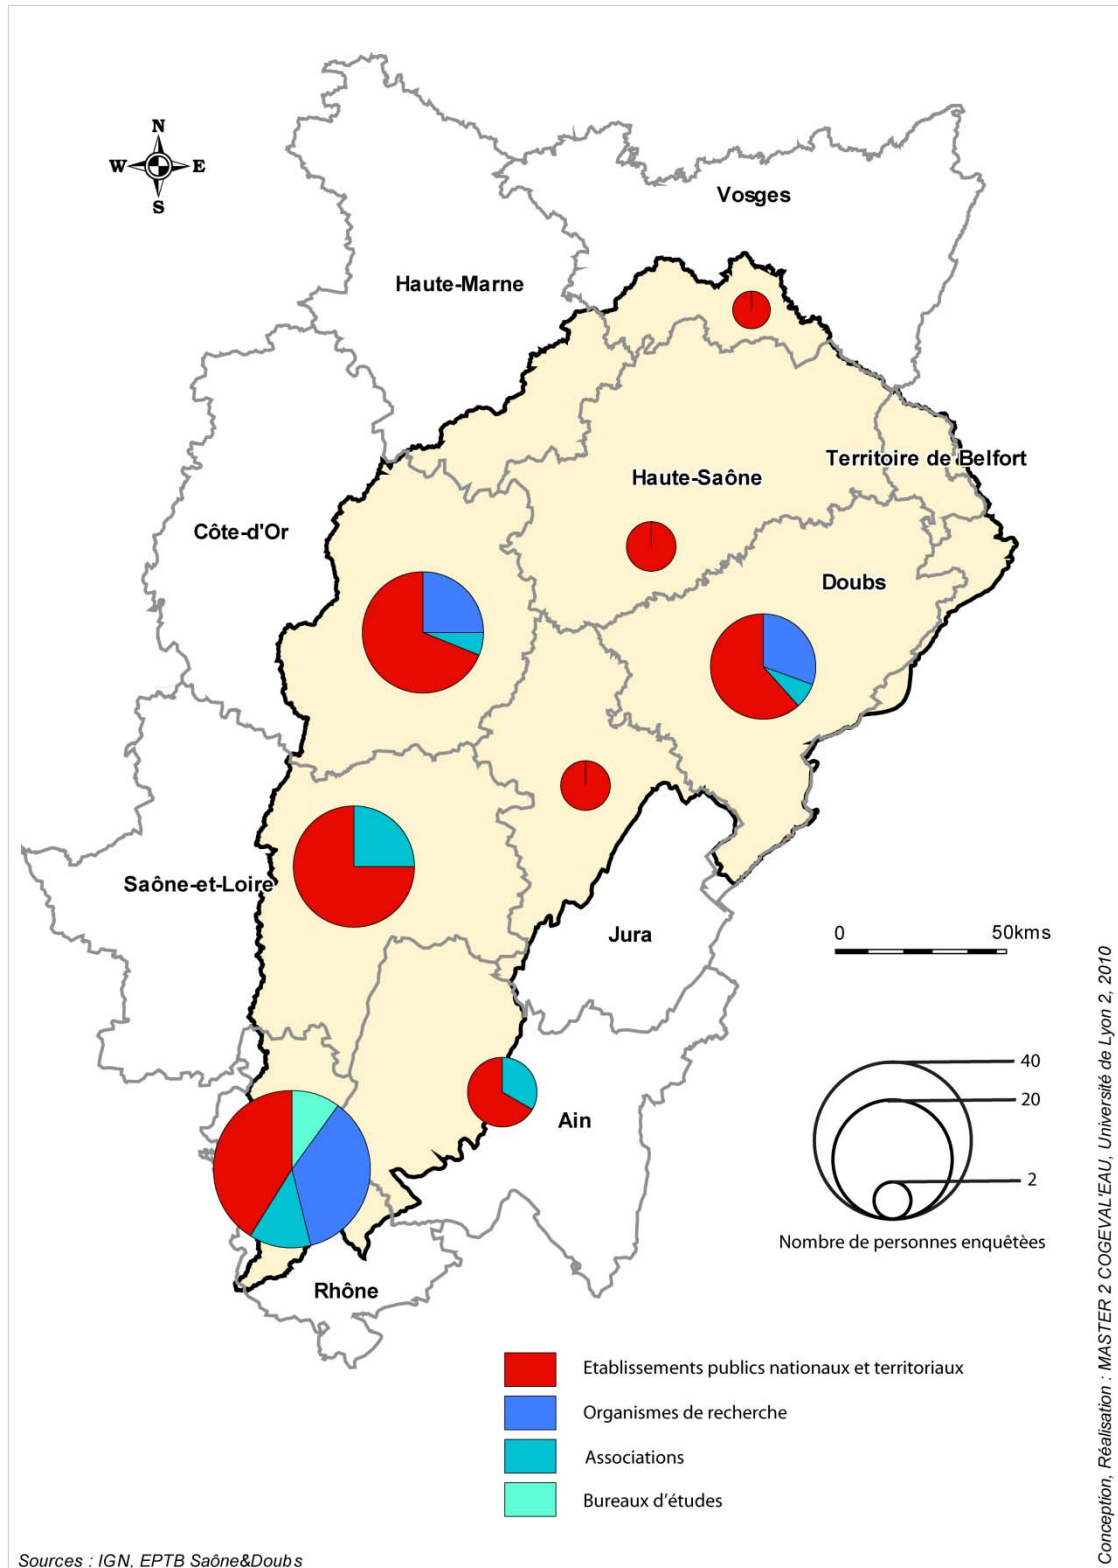 N
W E
S
Vosges
Haute-Marne
Territoire de Belfort
Haute-Saône
Côte-d'Or
Doubs
Saône-et-Loire
Jura
0 50kms
Ain
40
20
2
Nombre de personnes enquêtèes
Rhône
Etablissements publics nationaux et territoriaux
Organismes de recherche
Associations
Bureaux d'études
Sources : IGN, EPTB Saône&Doubs
Conception, Réalisation : MASTER 2 COGEVAL'EAU, Université de Lyon 2, 2010